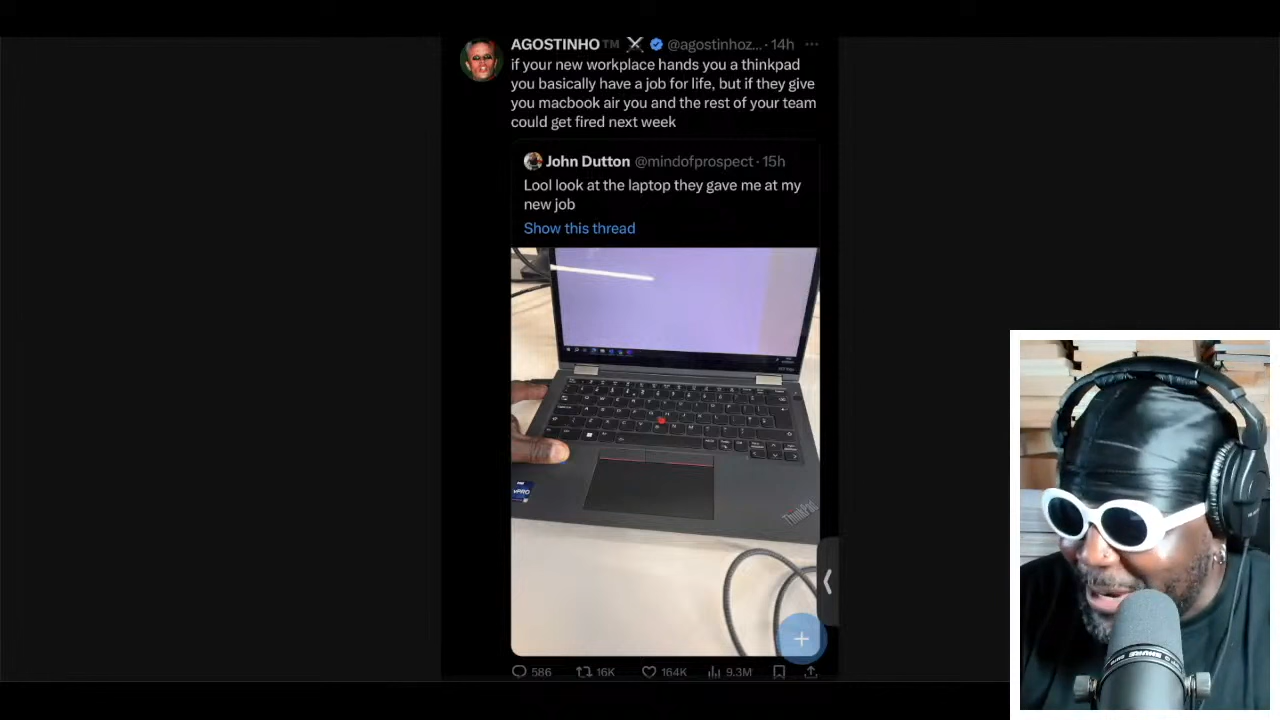 AGOSTINHO™ ⚔ @agostinhoz... · 14h ···
if your new workplace hands you a thinkpad
you basically have a job for life, but if they give
you macbook air you and the rest of your team
could get fired next week
John Dutton @mindofprospect · 15h
Lool look at the laptop they gave me at my
new job
Show this thread
vPRO
ThinkPad
586 16K 164K 9.3M
SHURE